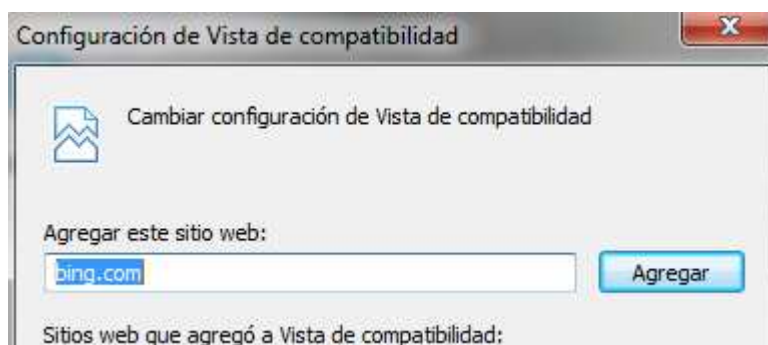 Configuración de Vista de compatibilidad
Cambiar configuración de Vista de compatibilidad
Agregar este sitio web:
bing.com
Agregar
Sitios web que agregó a Vista de compatibilidad: